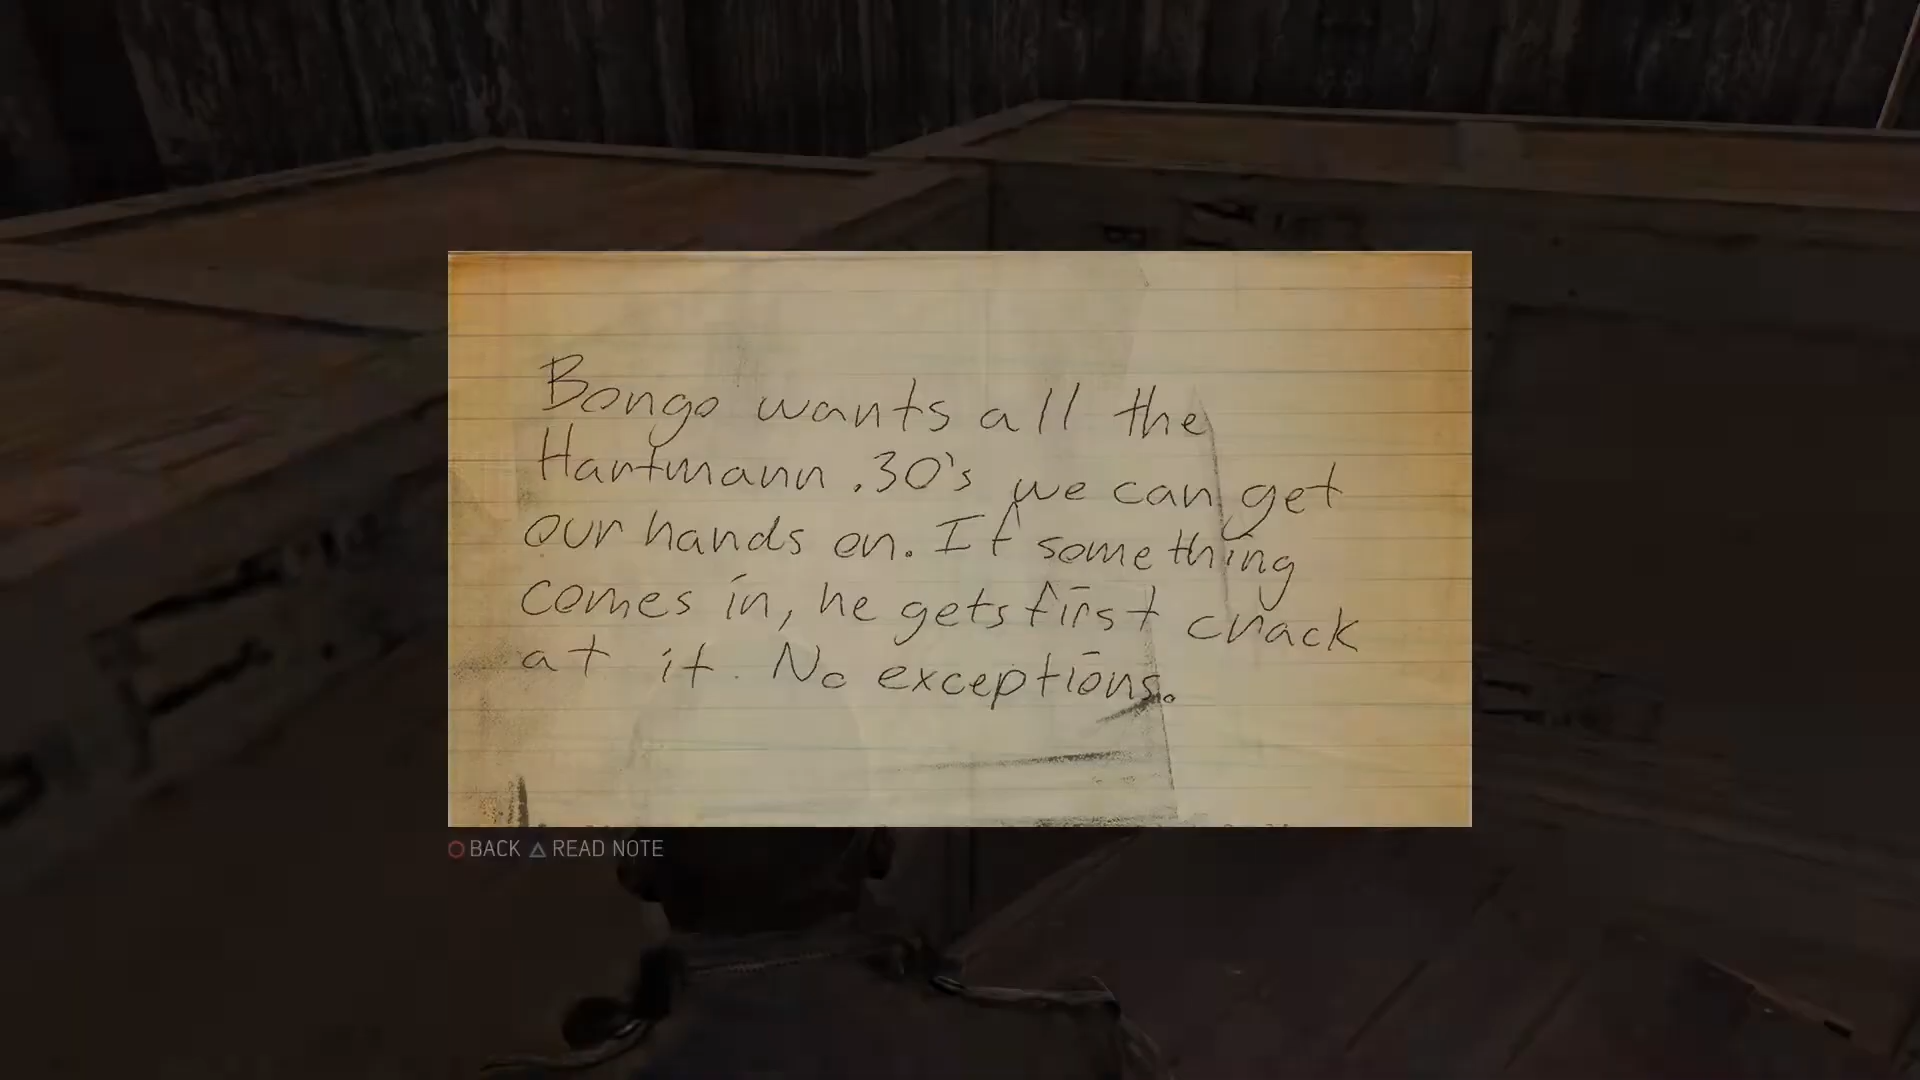 Bongo wants all the
Hartmann .30's we can get
our hands on. If something
comes in, he gets first crack
at it. No exceptions.
BACK READ NOTE